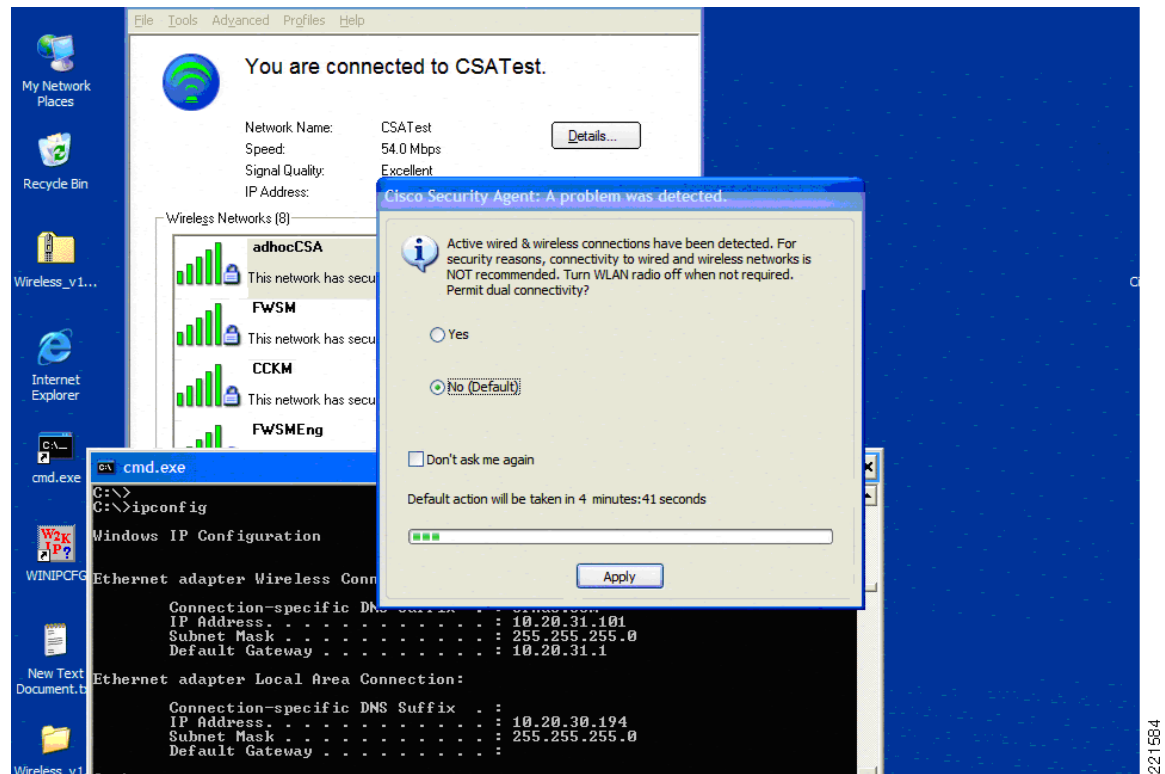 File Tools Advanced Profiles Help
My Network
Places
Recycle Bin
Wireless_v1...
Internet
Explorer
cmd.exe
WINIPCFG
New Text
Wireless_v1
You are connected to CSATest.
Network Name: CSATest
Speed: 54.0 Mbps
Signal Quality: Excellent
IP Address:
Details...
Wireless Networks (8)
adhocCSA
This network has secu
FWSM
This network has secu
CCKM
This network has secu
FWSMEng
Cisco Security Agent: A problem was detected.
Active wired & wireless connections have been detected. For
security reasons, connectivity to wired and wireless networks is
NOT recommended. Turn WLAN radio off when not required.
Permit dual connectivity?
Yes
No (Default)
Don't ask me again
Default action will be taken in 4 minutes:41 seconds
Apply
cmd.exe
C:\>
C:\>ipconfig
Windows IP Configuration
Ethernet adapter Wireless Conn
Connection-specific
IP Address. . . . . . . . . . . . : 10.20.31.101
Subnet Mask . . . . . . . . . . . : 255.255.255.0
Default Gateway . . . . . . . . . : 10.20.31.1
Ethernet adapter Local Area Connection:
Connection-specific DNS Suffix  . :
IP Address. . . . . . . . . . . . : 10.20.30.194
Subnet Mask . . . . . . . . . . . : 255.255.255.0
Default Gateway . . . . . . . . . :
221584